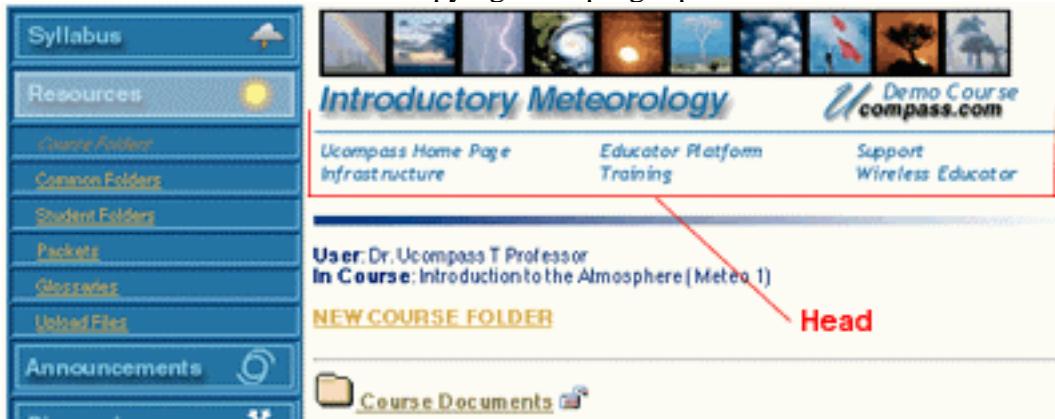 Syllabus
Resources
Course Folders
Common Folders
Student Folders
Packets
Glossaries
Upload Files
Announcements
Introductory Meteorology
Demo Course
Ucompass.com
Ucompass Home Page Educator Platform Support
Infrastructure Training Wireless Educator
User: Dr. Ucompass T Professor
In Course: Introduction to the Atmosphere ( Meteo 1)
NEW COURSE FOLDER
Head
Course Documents